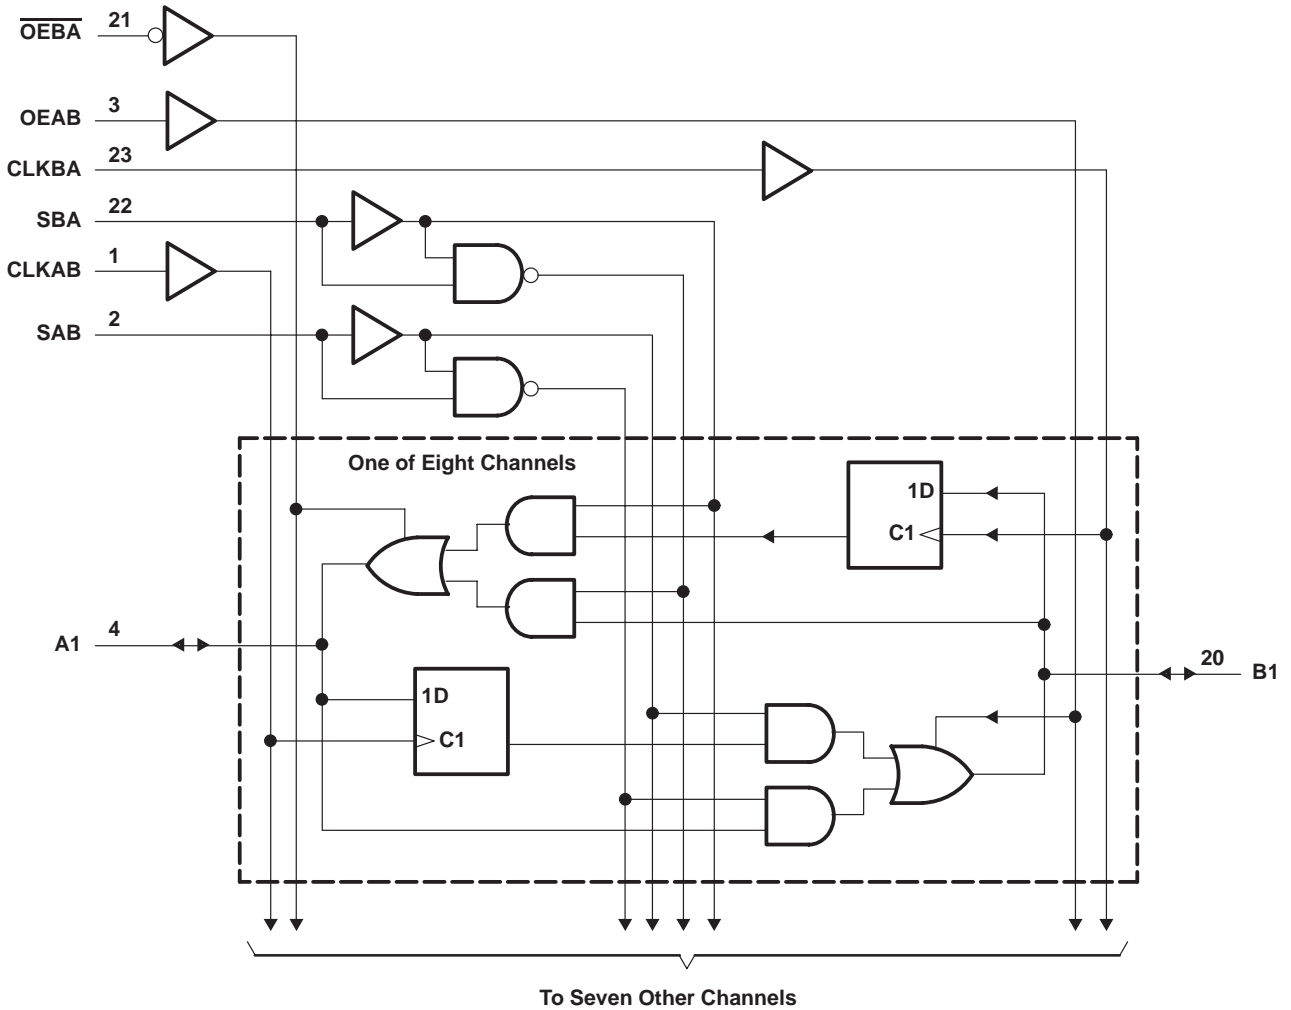 OEBA 21
OEAB 3
CLKBA 23
SBA 22
CLKAB 1
SAB 2
One of Eight Channels
1D
C1
A1 4
1D
C1
20 B1
To Seven Other Channels